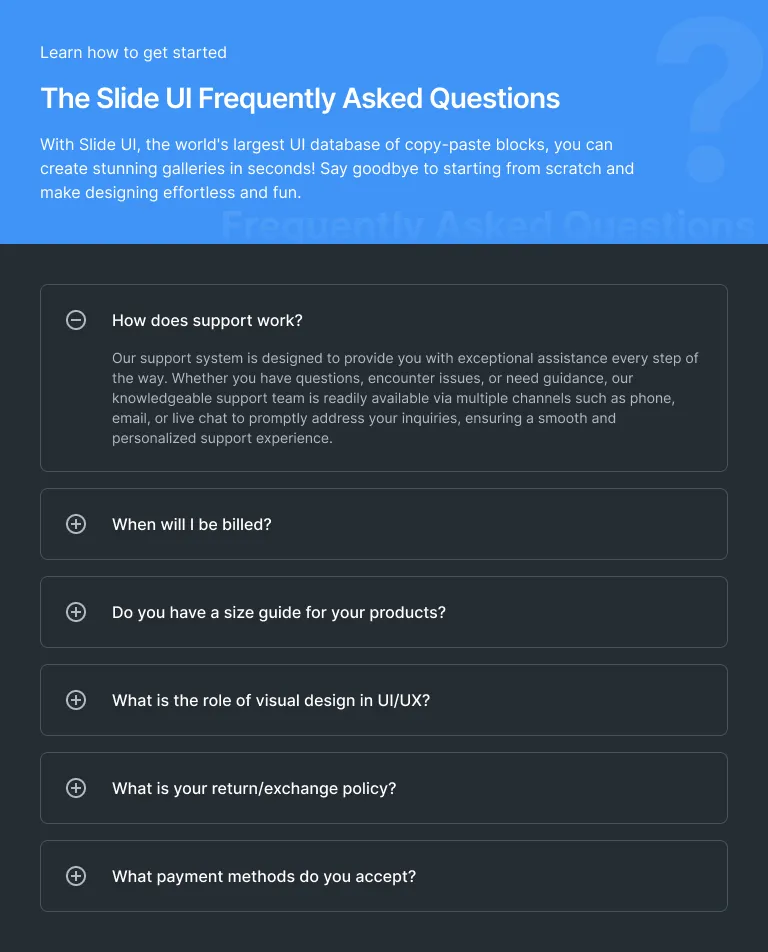 Learn how to get started
?
The Slide UI Frequently Asked Questions
With Slide UI, the world's largest UI database of copy-paste blocks, you can
create stunning galleries in seconds! Say goodbye to starting from scratch and
make designing effortless and fun.
Frequently Asked Questions
How does support work?
Our support system is designed to provide you with exceptional assistance every step of
the way. Whether you have questions, encounter issues, or need guidance, our
knowledgeable support team is readily available via multiple channels such as phone,
email, or live chat to promptly address your inquiries, ensuring a smooth and
personalized support experience.
When will I be billed?
Do you have a size guide for your products?
What is the role of visual design in UI/UX?
What is your return/exchange policy?
What payment methods do you accept?